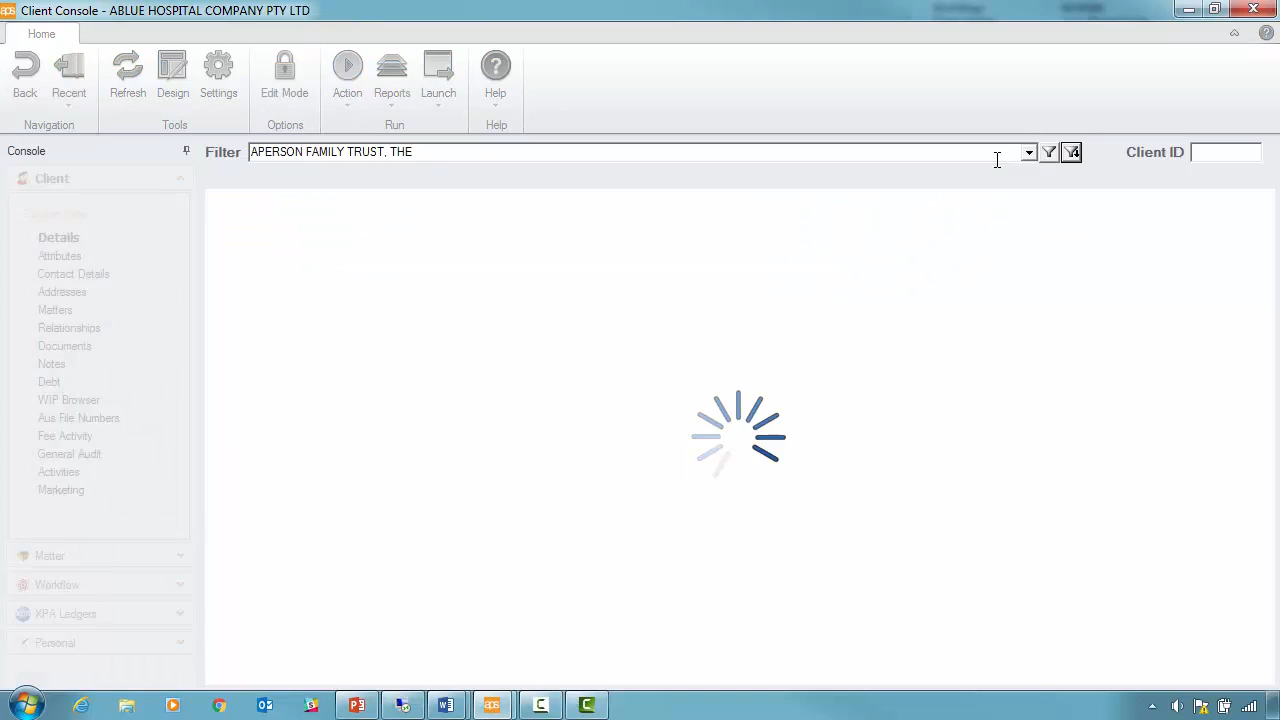 aps Client Console - ABLUE HOSPITAL COMPANY PTY LTD
Home
Back Recent Refresh Design Settings Edit Mode Action Reports Launch Help
Navigation Tools Options Run Help
Console
Filter APERSON FAMILY TRUST, THE Client ID
Client
Details
Attributes
Contact Details
Addresses
Matters
Relationships
Documents
Notes
Debt
WIP Browser
Aus File Numbers
Fee Activity
General Audit
Activities
Marketing
Matter
Workflow
XPA Ledgers
Personal
aps